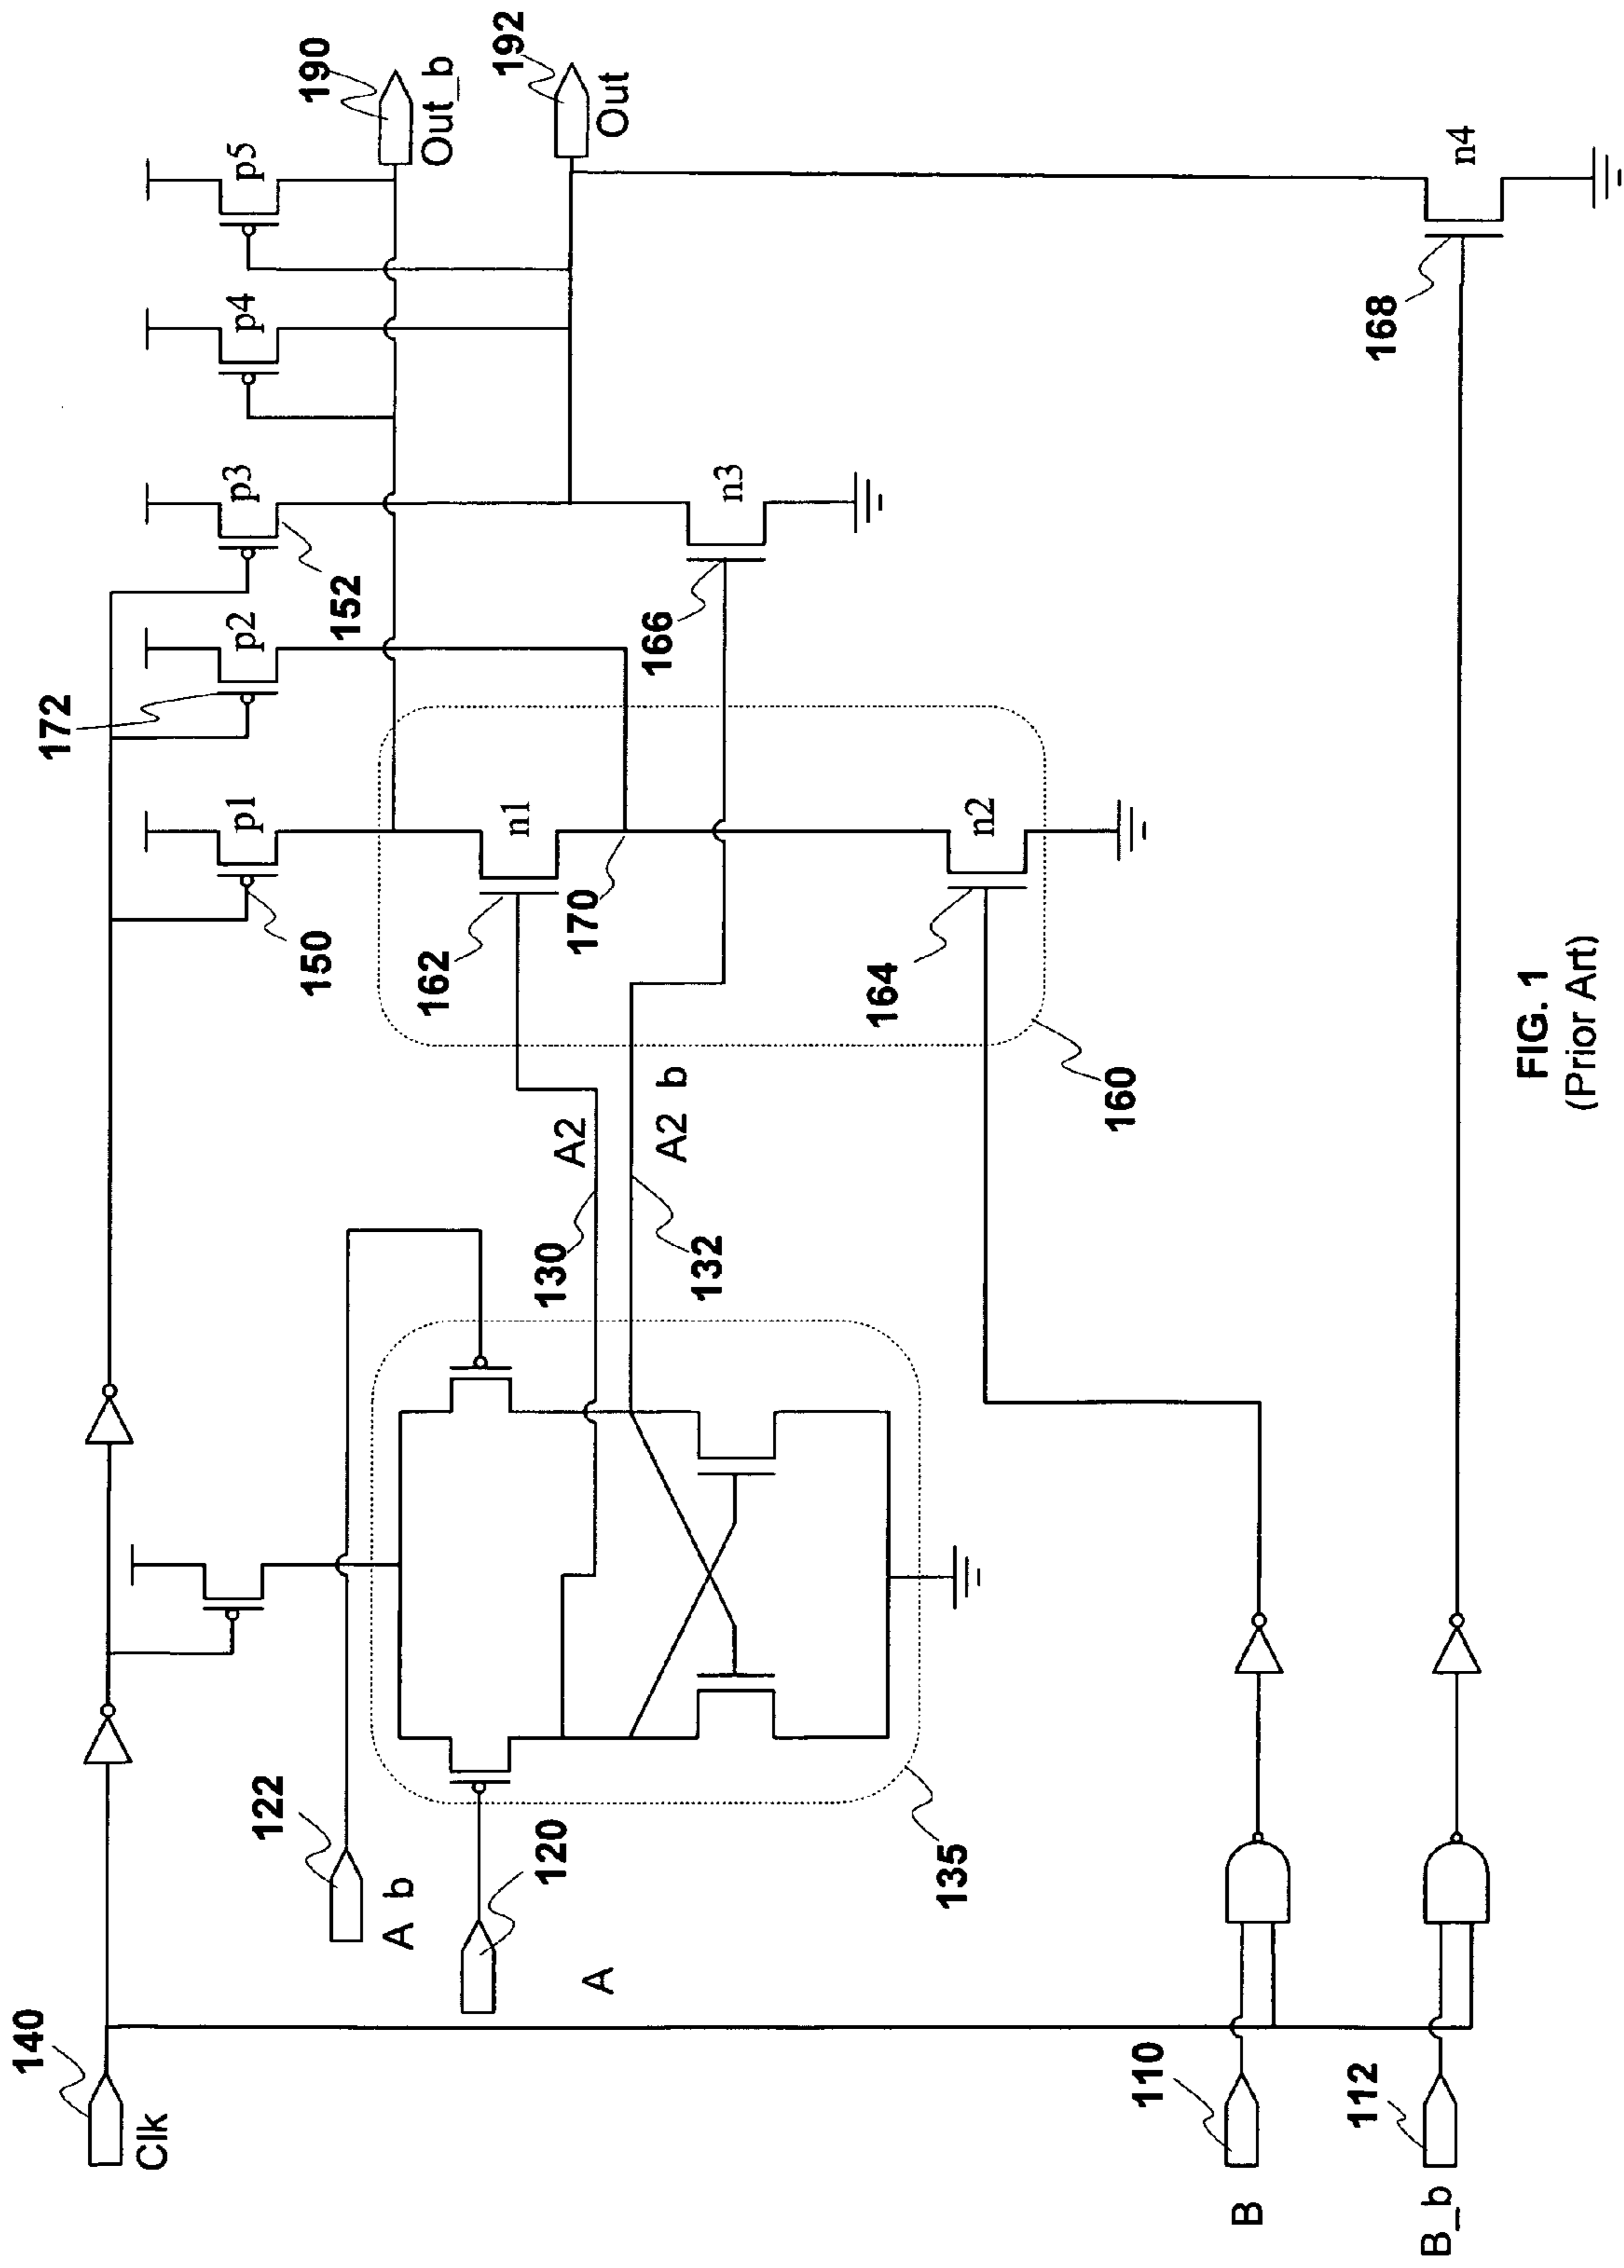 140
Clk
122
A b
120
A
135
110
B
112
B_b
130
A2
132
A2 b
172
150
p1
p2
152
p3
p4
p5
190
Out_b
192
Out
162
n1
170
166
n3
164
n2
160
168
n4
FIG. 1
(Prior Art)